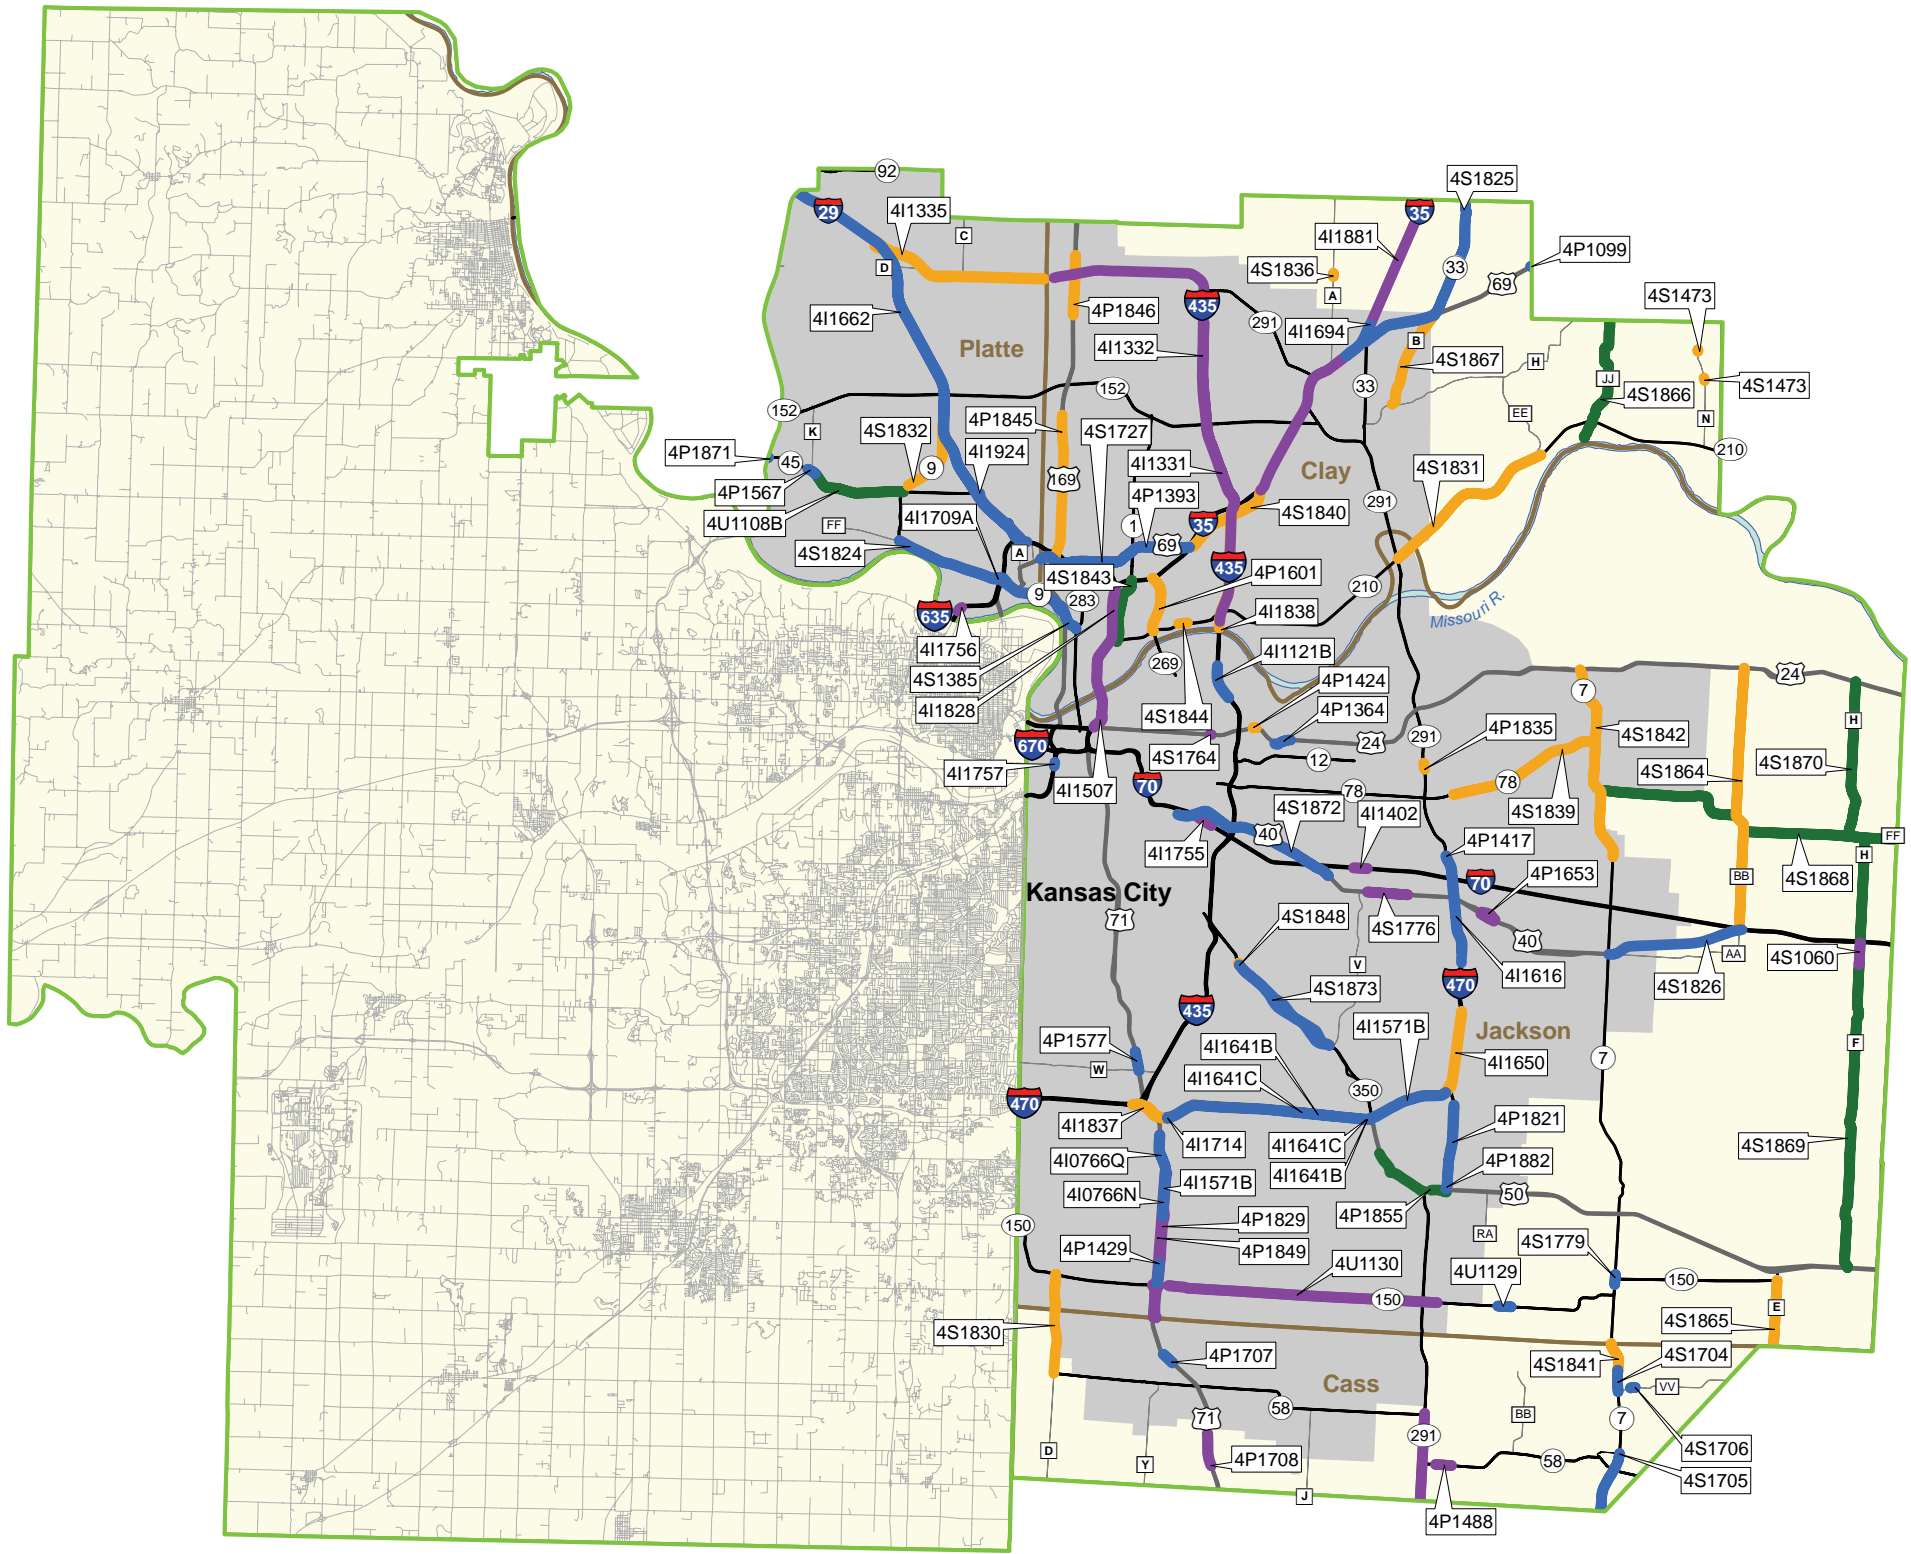 92
4S1825
29
4I1335
35
C
4I1881
4P1099
D
4S1836
33
69
A
4S1473
4I1662
4P1846
435
291
4I1694
Platte
4I1332
B
4S1867
H
JJ
4S1473
152
33
4S1866
152
EE
N
K
4S1832
4P1845
4S1727
4P1871
45
9
4I1924
4I1331
Clay
4S1831
210
4P1567
169
4P1393
291
4U1108B
FF
4I1709A
1
35
4S1840
4S1824
A
69
4S1843
435
4P1601
210
9
283
635
4I1838
Missouri R.
4I1756
269
4I1121B
4S1385
4P1424
24
4I1828
4S1844
4P1364
7
H
670
4S1764
24
291
4P1835
4S1842
4I1757
12
4S1864
4S1870
70
4I1507
78
78
4S1839
4S1872
4I1402
40
FF
4I1755
4P1417
H
4P1653
4S1868
70
BB
Kansas City
71
4S1776
4S1848
40
4S1060
V
AA
4I1616
470
4S1826
4S1873
435
4I1571B
Jackson
4P1577
4I1641B
F
W
4I1650
7
4I1641C
350
470
4P1821
4I1837
4I1714
4I1641C
4S1869
4I0766Q
4P1882
4I1571B
4I1641B
4I0766N
50
150
4P1829
4P1855
RA
4P1429
4P1849
4S1779
4U1130
4U1129
150
150
E
4S1830
4S1865
4P1707
4S1841
4S1704
Cass
VV
58
71
BB
7
291
D
4S1706
Y
4P1708
58
4S1705
J
4P1488